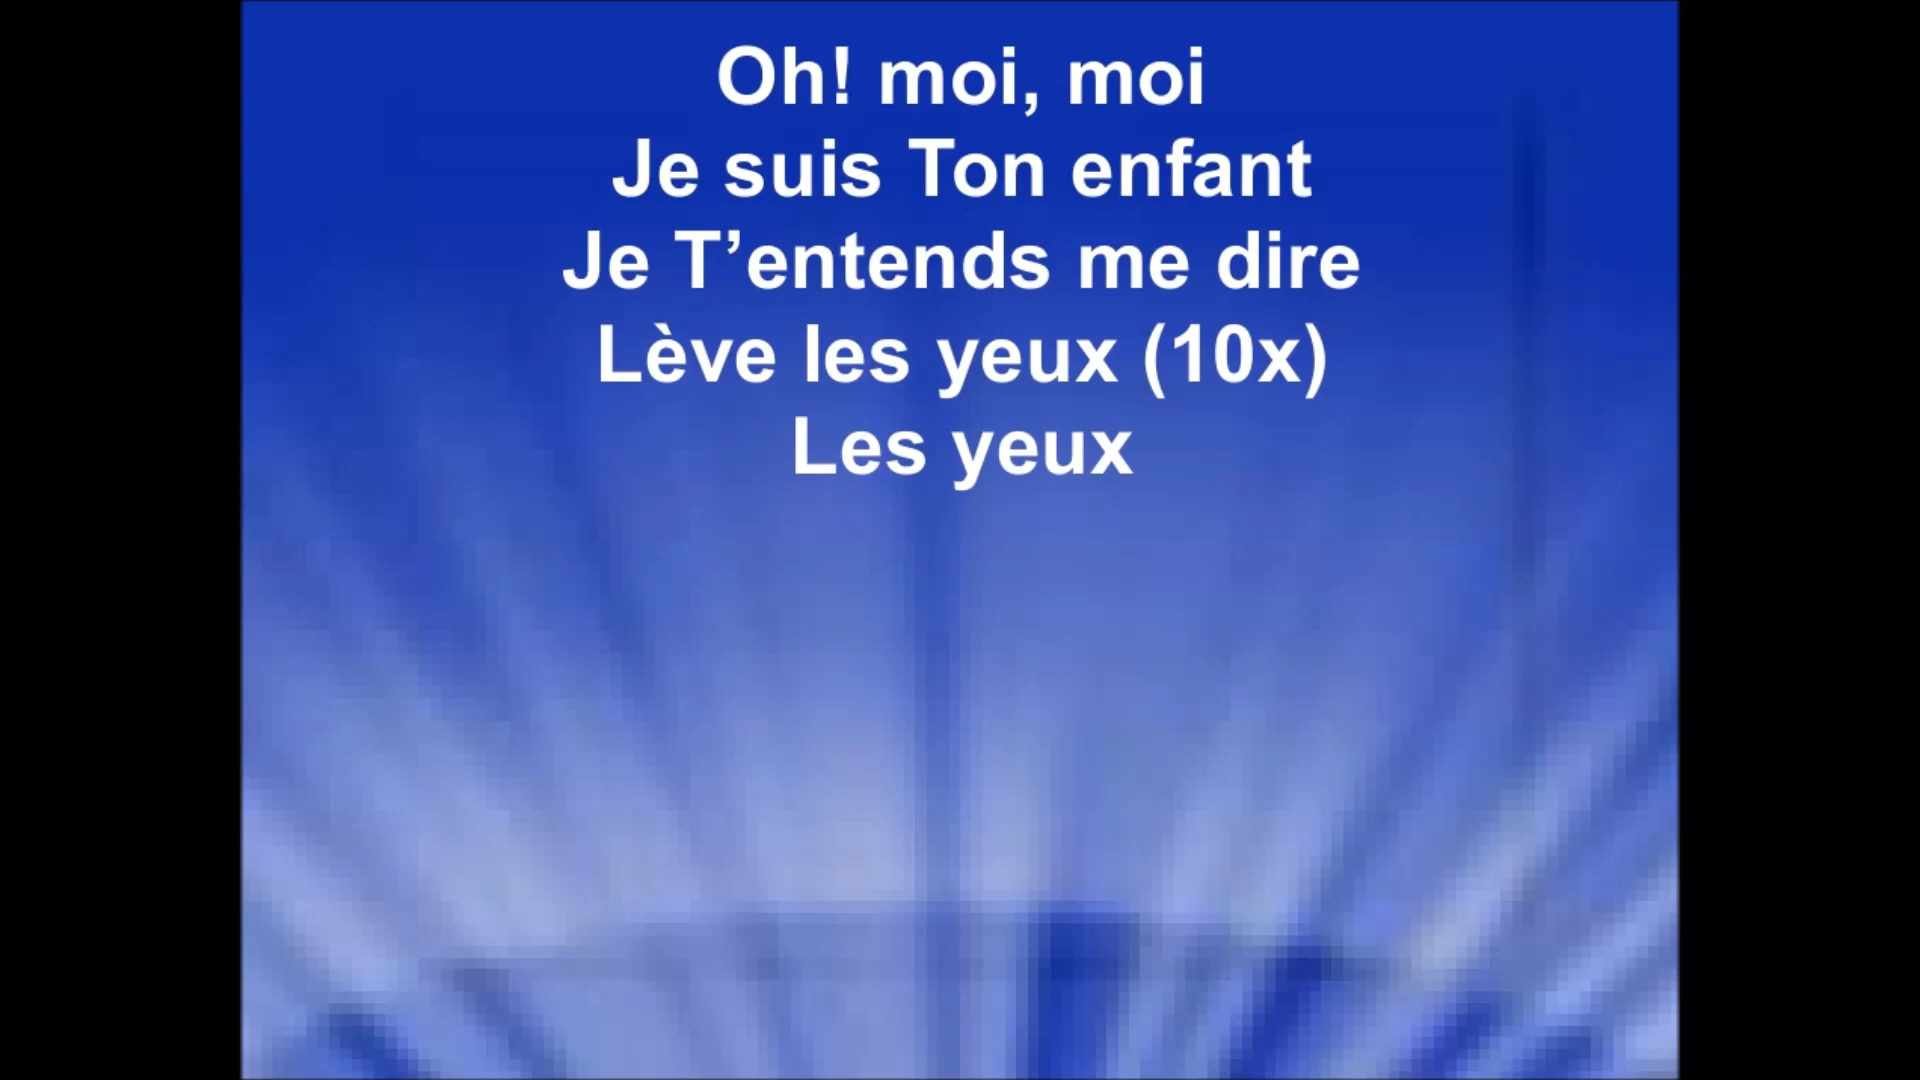 Oh! moi, moi
Je suis Ton enfant
Je T’entends me dire
Lève les yeux (10x)
Les yeux